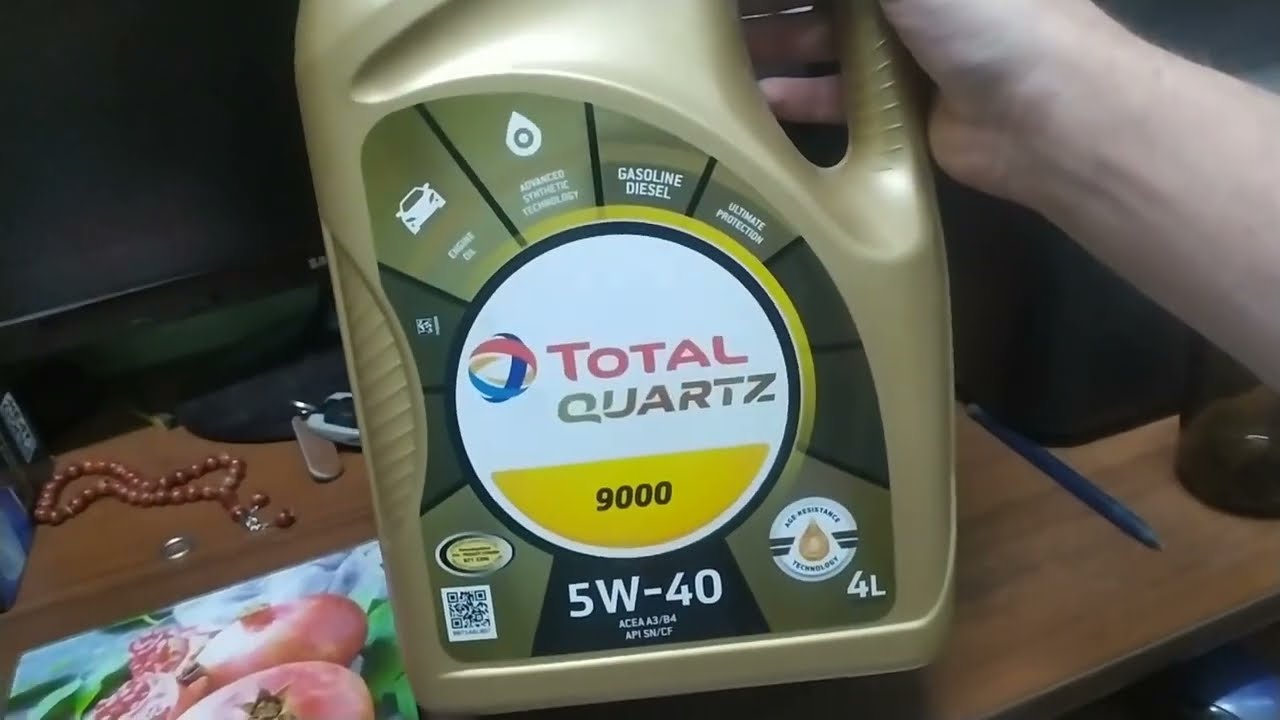 ENGINE
OIL
ADVANCED
SYNTHETIC
TECHNOLOGY
GASOLINE
DIESEL
ULTIMATE
PROTECTION
TOTAL
QUARTZ
9000
5W-40
ACEA A3/B4
API SN/CF
AGE-RESISTANCE
TECHNOLOGY
4L